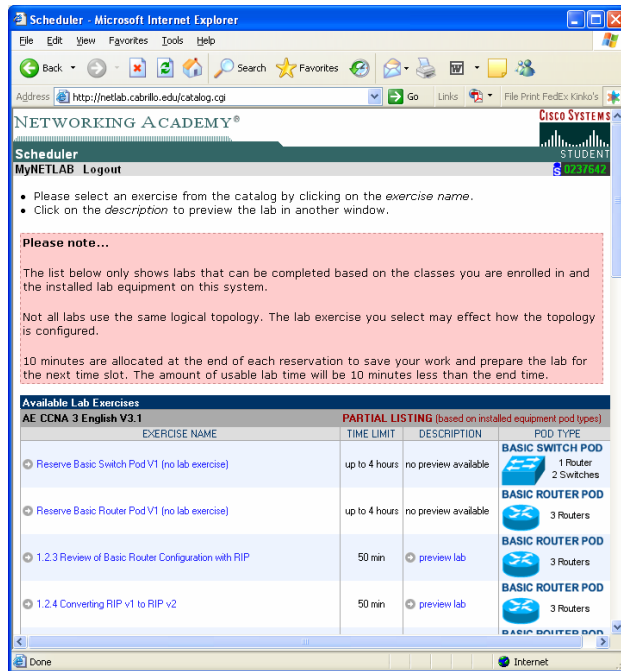 Scheduler - Microsoft Internet Explorer
File Edit View Favorites Tools Help
Back Search Favorites
Address http://netlab.cabrillo.edu/catalog.cgi Go Links File Print FedEx Kinko's
NETWORKING ACADEMY®
CISCO SYSTEMS
Scheduler STUDENT
MyNETLAB Logout S 0237642
• Please select an exercise from the catalog by clicking on the exercise name.
• Click on the description to preview the lab in another window.
Please note...
The list below only shows labs that can be completed based on the classes you are enrolled in and
the installed lab equipment on this system.
Not all labs use the same logical topology. The lab exercise you select may effect how the topology
is configured.
10 minutes are allocated at the end of each reservation to save your work and prepare the lab for
the next time slot. The amount of usable lab time will be 10 minutes less than the end time.
Available Lab Exercises
AE CCNA 3 English V3.1 PARTIAL LISTING (based on installed equipment pod types)
EXERCISE NAME TIME LIMIT DESCRIPTION POD TYPE
BASIC SWITCH POD
Reserve Basic Switch Pod V1 (no lab exercise) up to 4 hours no preview available 1 Router
2 Switches
BASIC ROUTER POD
Reserve Basic Router Pod V1 (no lab exercise) up to 4 hours no preview available 3 Routers
BASIC ROUTER POD
1.2.3 Review of Basic Router Configuration with RIP 50 min preview lab 3 Routers
BASIC ROUTER POD
1.2.4 Converting RIP v1 to RIP v2 50 min preview lab 3 Routers
BASIC ROUTER POD
Done Internet